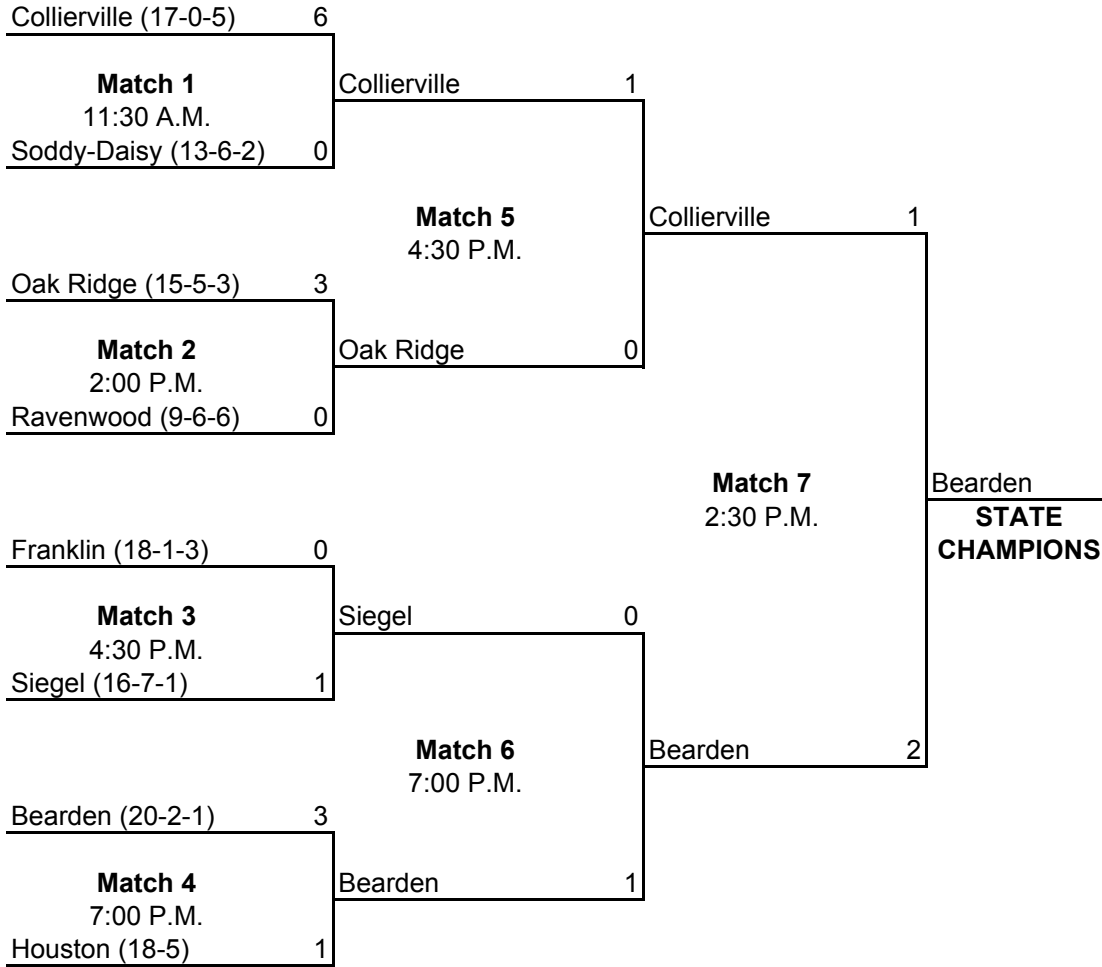 Collierville (17-0-5) 6
Match 1
Collierville 1
11:30 A.M.
Soddy-Daisy (13-6-2) 0
Match 5
Collierville 1
4:30 P.M.
Oak Ridge (15-5-3) 3
Match 2
Oak Ridge 0
2:00 P.M.
Ravenwood (9-6-6) 0
Match 7
Bearden
2:30 P.M.
STATE
CHAMPIONS
Franklin (18-1-3) 0
Match 3
Siegel 0
4:30 P.M.
Siegel (16-7-1) 1
Match 6
Bearden 2
7:00 P.M.
Bearden (20-2-1) 3
Match 4
Bearden 1
7:00 P.M.
Houston (18-5) 1